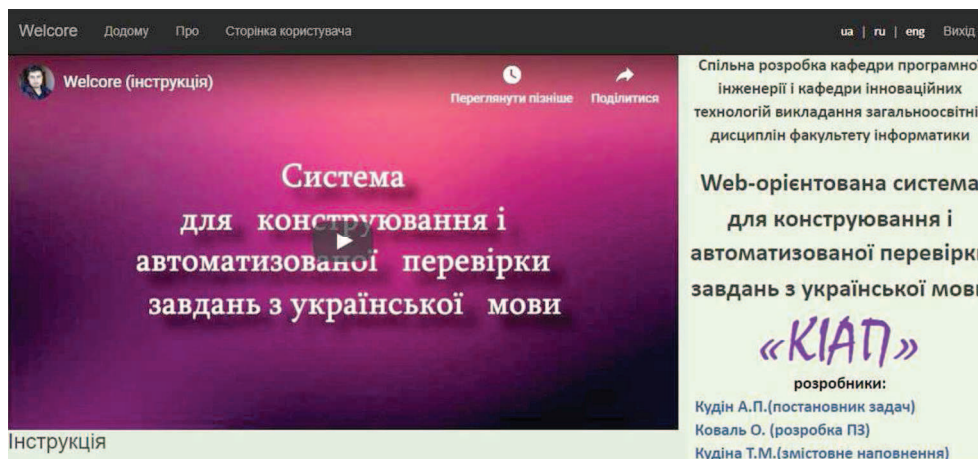 Welcore Додому Про Сторінка користувача ua | ru | eng Вихід
Welcore (інструкція)
Переглянути пізніше Поділитися
Система
для конструювання і
автоматизованої перевірки
завдань з української мови
Інструкція
Спільна розробка кафедри програмної
інженерії і кафедри інноваційних
технологій викладання загальноосвітні
дисциплін факультету інформатики
Web-орієнтована система
для конструювання і
автоматизованої перевірки
завдань з української мови
«КІАП»
розробники:
Кудін А.П.(постановник задач)
Коваль О. (розробка ПЗ)
Кудіна Т.М.(змістовне наповнення)